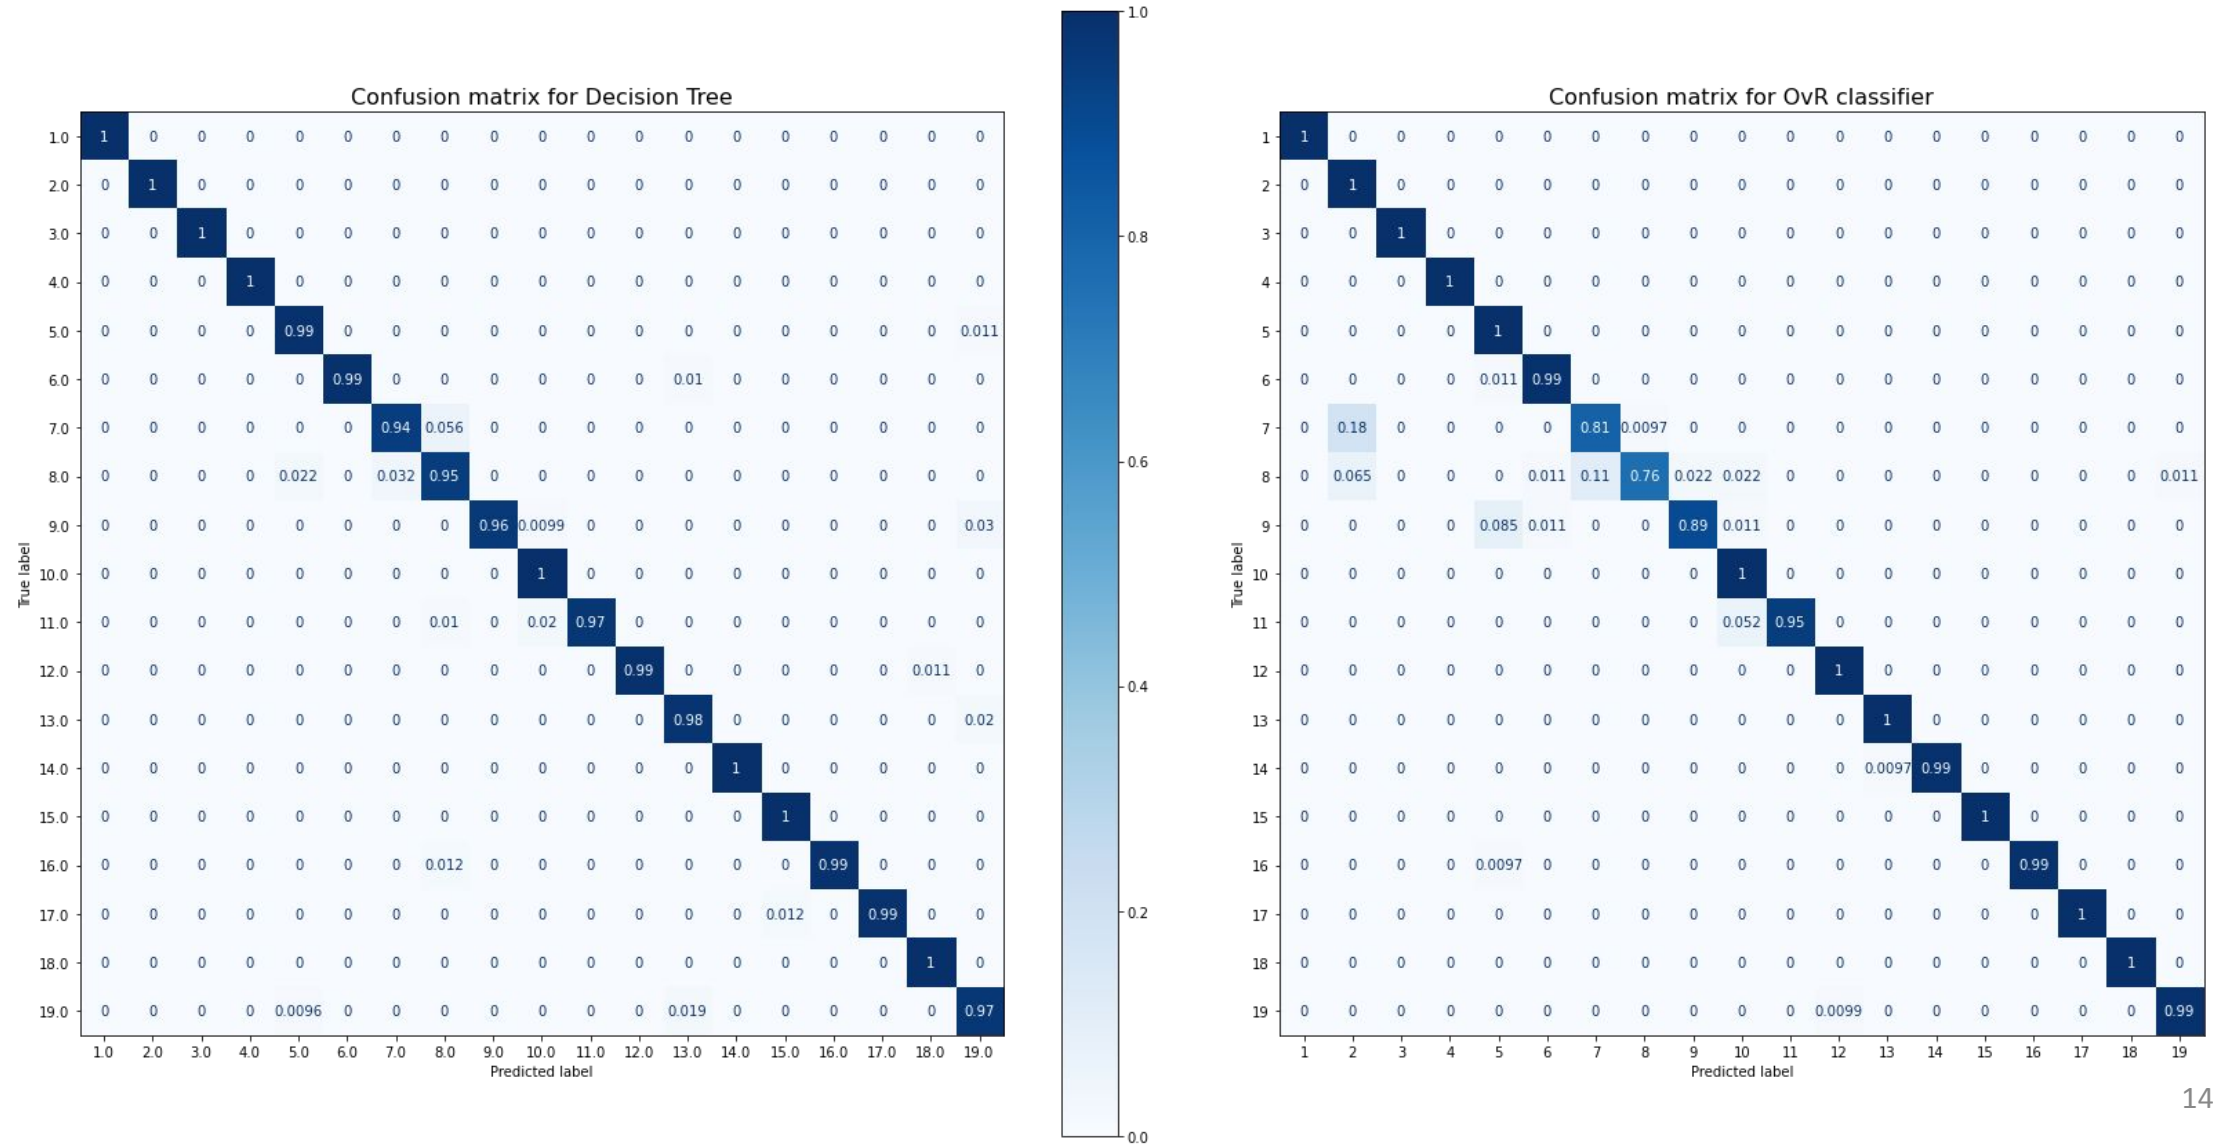 Confusion matrix for Decision Tree
1.0 1 0 0 0 0 0 0 0 0 0 0 0 0 0 0 0 0 0 0
2.0 0 1 0 0 0 0 0 0 0 0 0 0 0 0 0 0 0 0 0
3.0 0 0 1 0 0 0 0 0 0 0 0 0 0 0 0 0 0 0 0
4.0 0 0 0 1 0 0 0 0 0 0 0 0 0 0 0 0 0 0 0
5.0 0 0 0 0 0.99 0 0 0 0 0 0 0 0 0 0 0 0 0 0.011
6.0 0 0 0 0 0 0.99 0 0 0 0 0 0 0.01 0 0 0 0 0 0
7.0 0 0 0 0 0 0 0.94 0.056 0 0 0 0 0 0 0 0 0 0 0
8.0 0 0 0 0 0.022 0 0.032 0.95 0 0 0 0 0 0 0 0 0 0 0
9.0 0 0 0 0 0 0 0 0 0.96 0.0099 0 0 0 0 0 0 0 0 0.03
10.0 0 0 0 0 0 0 0 0 0 1 0 0 0 0 0 0 0 0 0
11.0 0 0 0 0 0 0 0 0.01 0 0.02 0.97 0 0 0 0 0 0 0 0
12.0 0 0 0 0 0 0 0 0 0 0 0 0.99 0 0 0 0 0 0.011 0
13.0 0 0 0 0 0 0 0 0 0 0 0 0 0.98 0 0 0 0 0 0.02
14.0 0 0 0 0 0 0 0 0 0 0 0 0 0 1 0 0 0 0 0
15.0 0 0 0 0 0 0 0 0 0 0 0 0 0 0 1 0 0 0 0
16.0 0 0 0 0 0 0 0 0.012 0 0 0 0 0 0 0 0.99 0 0 0
17.0 0 0 0 0 0 0 0 0 0 0 0 0 0 0 0.012 0 0.99 0 0
18.0 0 0 0 0 0 0 0 0 0 0 0 0 0 0 0 0 0 1 0
19.0 0 0 0 0 0.0096 0 0 0 0 0 0 0 0.019 0 0 0 0 0 0.97
1.0 2.0 3.0 4.0 5.0 6.0 7.0 8.0 9.0 10.0 11.0 12.0 13.0 14.0 15.0 16.0 17.0 18.0 19.0
Predicted label
True label
1.0
0.8
0.6
0.4
0.2
0.0
Confusion matrix for OvR classifier
1 1 0 0 0 0 0 0 0 0 0 0 0 0 0 0 0 0 0 0
2 0 1 0 0 0 0 0 0 0 0 0 0 0 0 0 0 0 0 0
3 0 0 1 0 0 0 0 0 0 0 0 0 0 0 0 0 0 0 0
4 0 0 0 1 0 0 0 0 0 0 0 0 0 0 0 0 0 0 0
5 0 0 0 0 1 0 0 0 0 0 0 0 0 0 0 0 0 0 0
6 0 0 0 0 0.011 0.99 0 0 0 0 0 0 0 0 0 0 0 0 0
7 0 0.18 0 0 0 0 0.81 0.0097 0 0 0 0 0 0 0 0 0 0 0
8 0 0.065 0 0 0 0.011 0.11 0.76 0.022 0.022 0 0 0 0 0 0 0 0 0.011
9 0 0 0 0 0.085 0.011 0 0 0.89 0.011 0 0 0 0 0 0 0 0 0
10 0 0 0 0 0 0 0 0 0 1 0 0 0 0 0 0 0 0 0
11 0 0 0 0 0 0 0 0 0 0.052 0.95 0 0 0 0 0 0 0 0
12 0 0 0 0 0 0 0 0 0 0 0 1 0 0 0 0 0 0 0
13 0 0 0 0 0 0 0 0 0 0 0 0 1 0 0 0 0 0 0
14 0 0 0 0 0 0 0 0 0 0 0 0 0.0097 0.99 0 0 0 0 0
15 0 0 0 0 0 0 0 0 0 0 0 0 0 0 1 0 0 0 0
16 0 0 0 0 0.0097 0 0 0 0 0 0 0 0 0 0 0.99 0 0 0
17 0 0 0 0 0 0 0 0 0 0 0 0 0 0 0 0 1 0 0
18 0 0 0 0 0 0 0 0 0 0 0 0 0 0 0 0 0 1 0
19 0 0 0 0 0 0 0 0 0 0 0 0.0099 0 0 0 0 0 0 0.99
1 2 3 4 5 6 7 8 9 10 11 12 13 14 15 16 17 18 19
Predicted label
True label
14